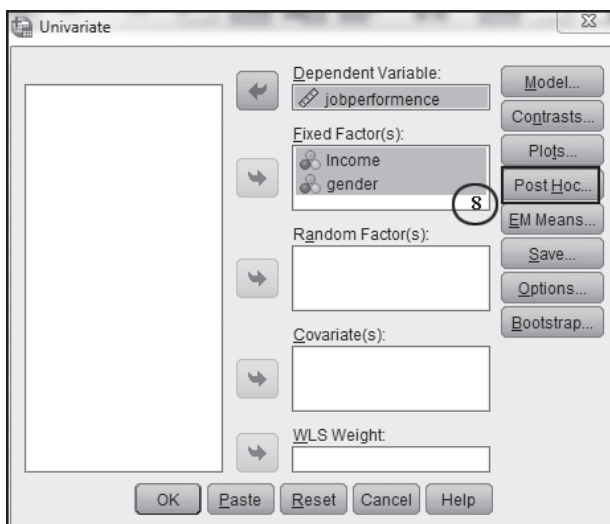 Univariate
Dependent Variable:
jobperformence
Fixed Factor(s):
Income
gender
8
Random Factor(s):
Covariate(s):
WLS Weight:
Model...
Contrasts...
Plots...
Post Hoc...
EM Means...
Save...
Options...
Bootstrap...
OK
Paste
Reset
Cancel
Help